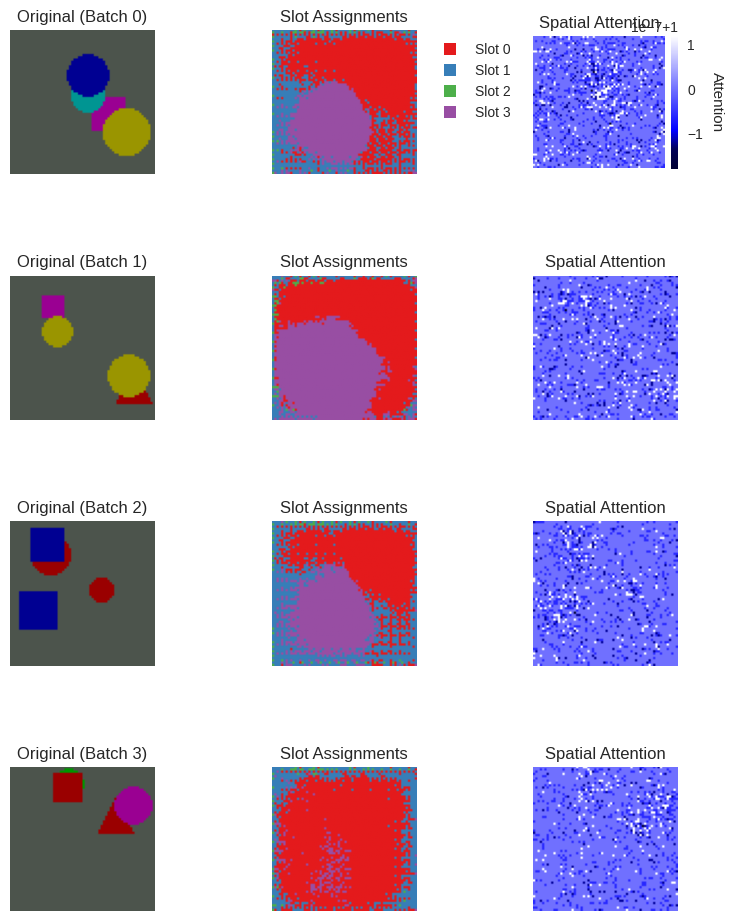 Original (Batch 0)
Slot Assignments
Slot 0
Slot 1
Slot 2
Slot 3
Spatial Attention
1e−7+1
1
0
−1
Attention
Original (Batch 1)
Slot Assignments
Spatial Attention
Original (Batch 2)
Slot Assignments
Spatial Attention
Original (Batch 3)
Slot Assignments
Spatial Attention